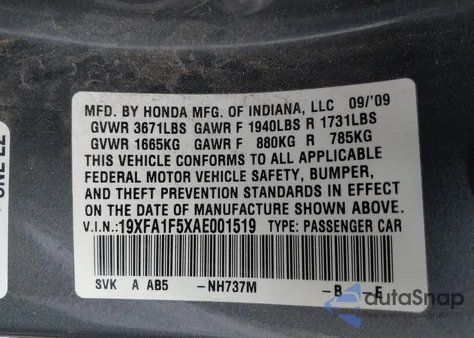 MFD. BY HONDA MFG. OF INDIANA, LLC 09/'09
GVWR 3671LBS GAWR F 1940LBS R 1731LBS
GVWR 1665KG GAWR F 880KG R 785KG
THIS VEHICLE CONFORMS TO ALL APPLICABLE
FEDERAL MOTOR VEHICLE SAFETY, BUMPER,
AND THEFT PREVENTION STANDARDS IN EFFECT
ON THE DATE OF MANUFACTURE SHOWN ABOVE.
V.I.N.:19XFA1F5XAE001519 TYPE: PASSENGER CAR
SVK A AB5 -NH737M -B -E
dutaSnap